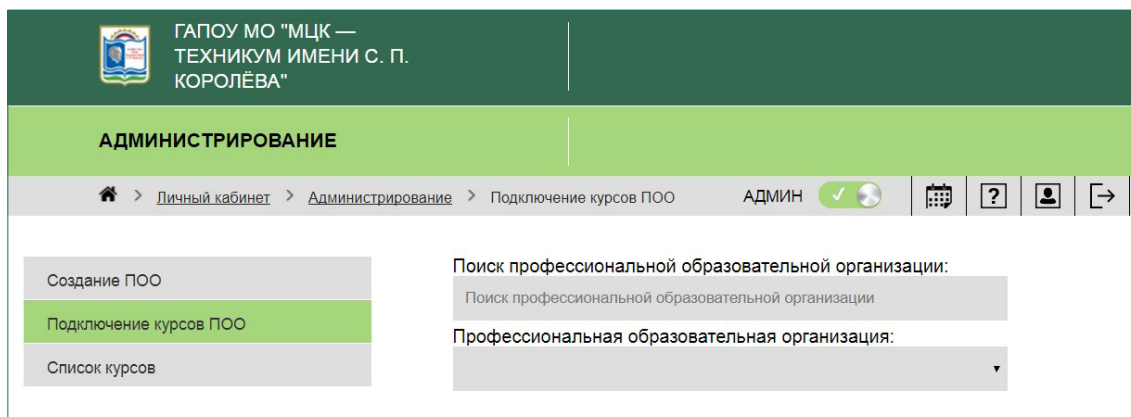 ГАПОУ МО "МЦК —
ТЕХНИКУМ ИМЕНИ С. П.
КОРОЛЁВА"
АДМИНИСТРИРОВАНИЕ
> Личный кабинет > Администрирование > Подключение курсов ПОО АДМИН
Создание ПОО
Подключение курсов ПОО
Список курсов
Поиск профессиональной образовательной организации:
Поиск профессиональной образовательной организации
Профессиональная образовательная организация: